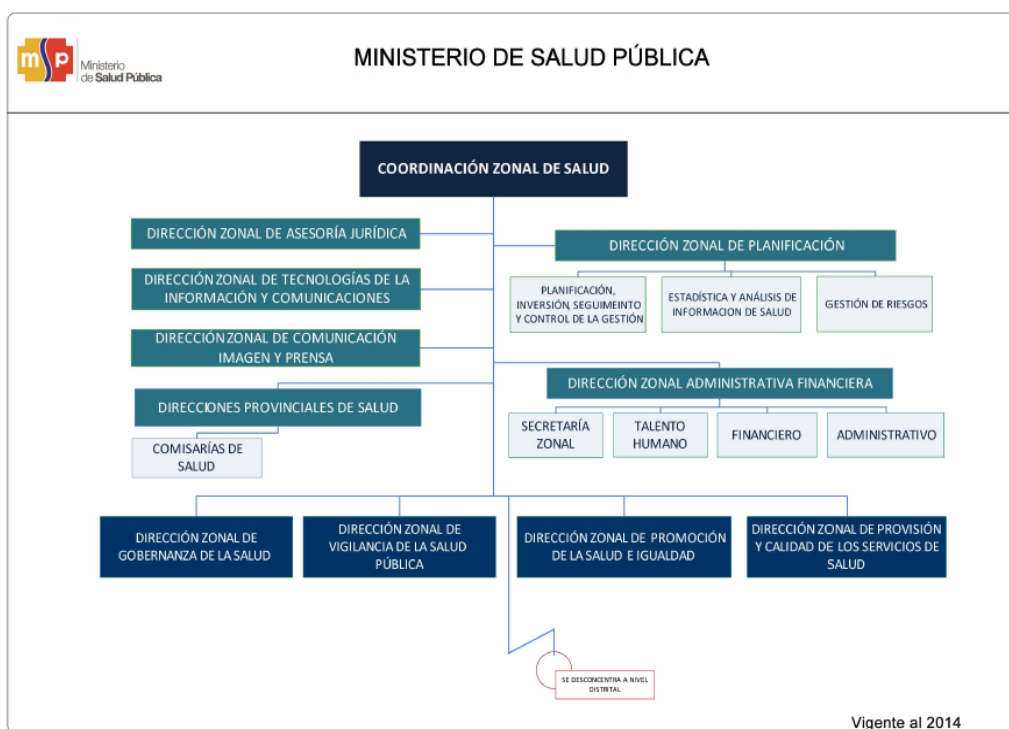 msp
Ministerio
de Salud Pública
MINISTERIO DE SALUD PÚBLICA
COORDINACIÓN ZONAL DE SALUD
DIRECCIÓN ZONAL DE ASESORÍA JURÍDICA
DIRECCIÓN ZONAL DE PLANIFICACIÓN
DIRECCIÓN ZONAL DE TECNOLOGÍAS DE LA
INFORMACIÓN Y COMUNICACIONES
PLANIFICACIÓN,
INVERSIÓN, SEGUIMEINTO
Y CONTROL DE LA GESTIÓN
ESTADÍSTICA Y ANÁLISIS DE
INFORMACION DE SALUD
GESTIÓN DE RIESGOS
DIRECCIÓN ZONAL DE COMUNICACIÓN
IMAGEN Y PRENSA
DIRECCIÓN ZONAL ADMINISTRATIVA FINANCIERA
DIRECCIONES PROVINCIALES DE SALUD
SECRETARÍA
ZONAL
TALENTO
HUMANO
FINANCIERO
ADMINISTRATIVO
COMISARÍAS DE
SALUD
DIRECCIÓN ZONAL DE
GOBERNANZA DE LA SALUD
DIRECCIÓN ZONAL DE
VIGILANCIA DE LA SALUD
PÚBLICA
DIRECCIÓN ZONAL DE PROMOCIÓN
DE LA SALUD E IGUALDAD
DIRECCIÓN ZONAL DE PROVISIÓN
Y CALIDAD DE LOS SERVICIOS DE
SALUD
SE DESCONCENTRA A NIVEL
DISTRITAL
Vigente al 2014